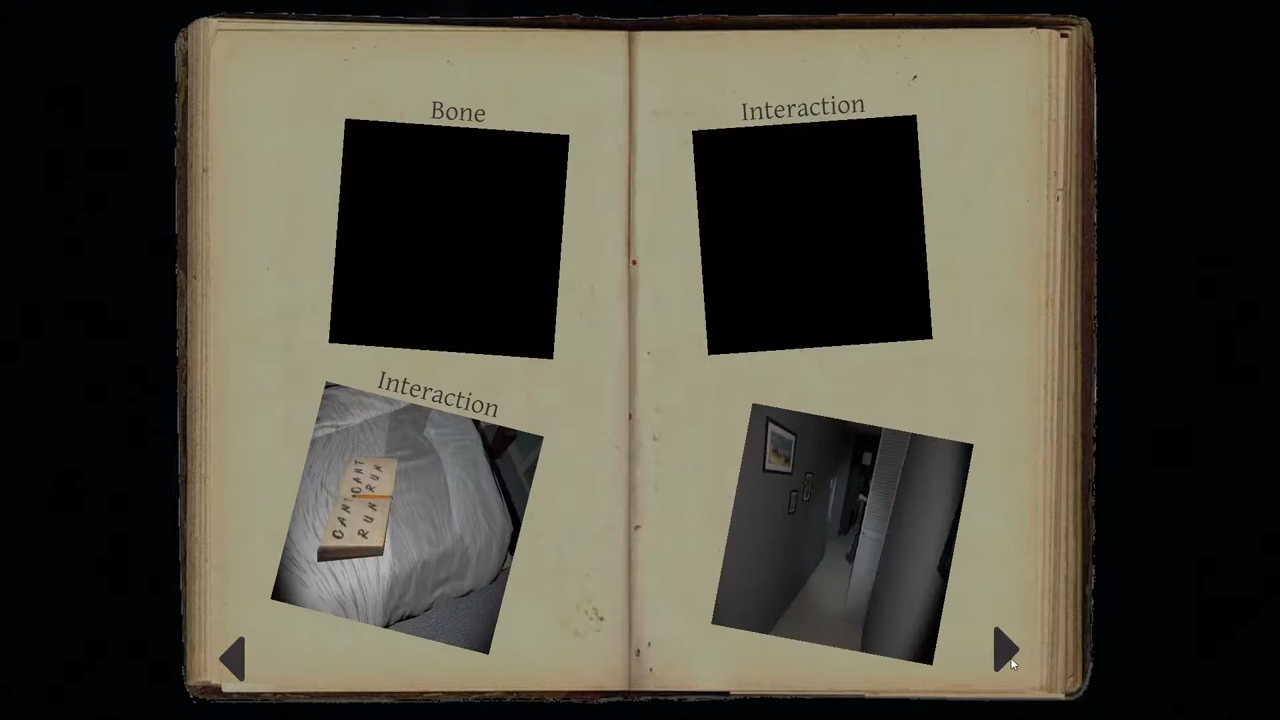 Bone
Interaction
Interaction
CANT CANT
RUN RUN